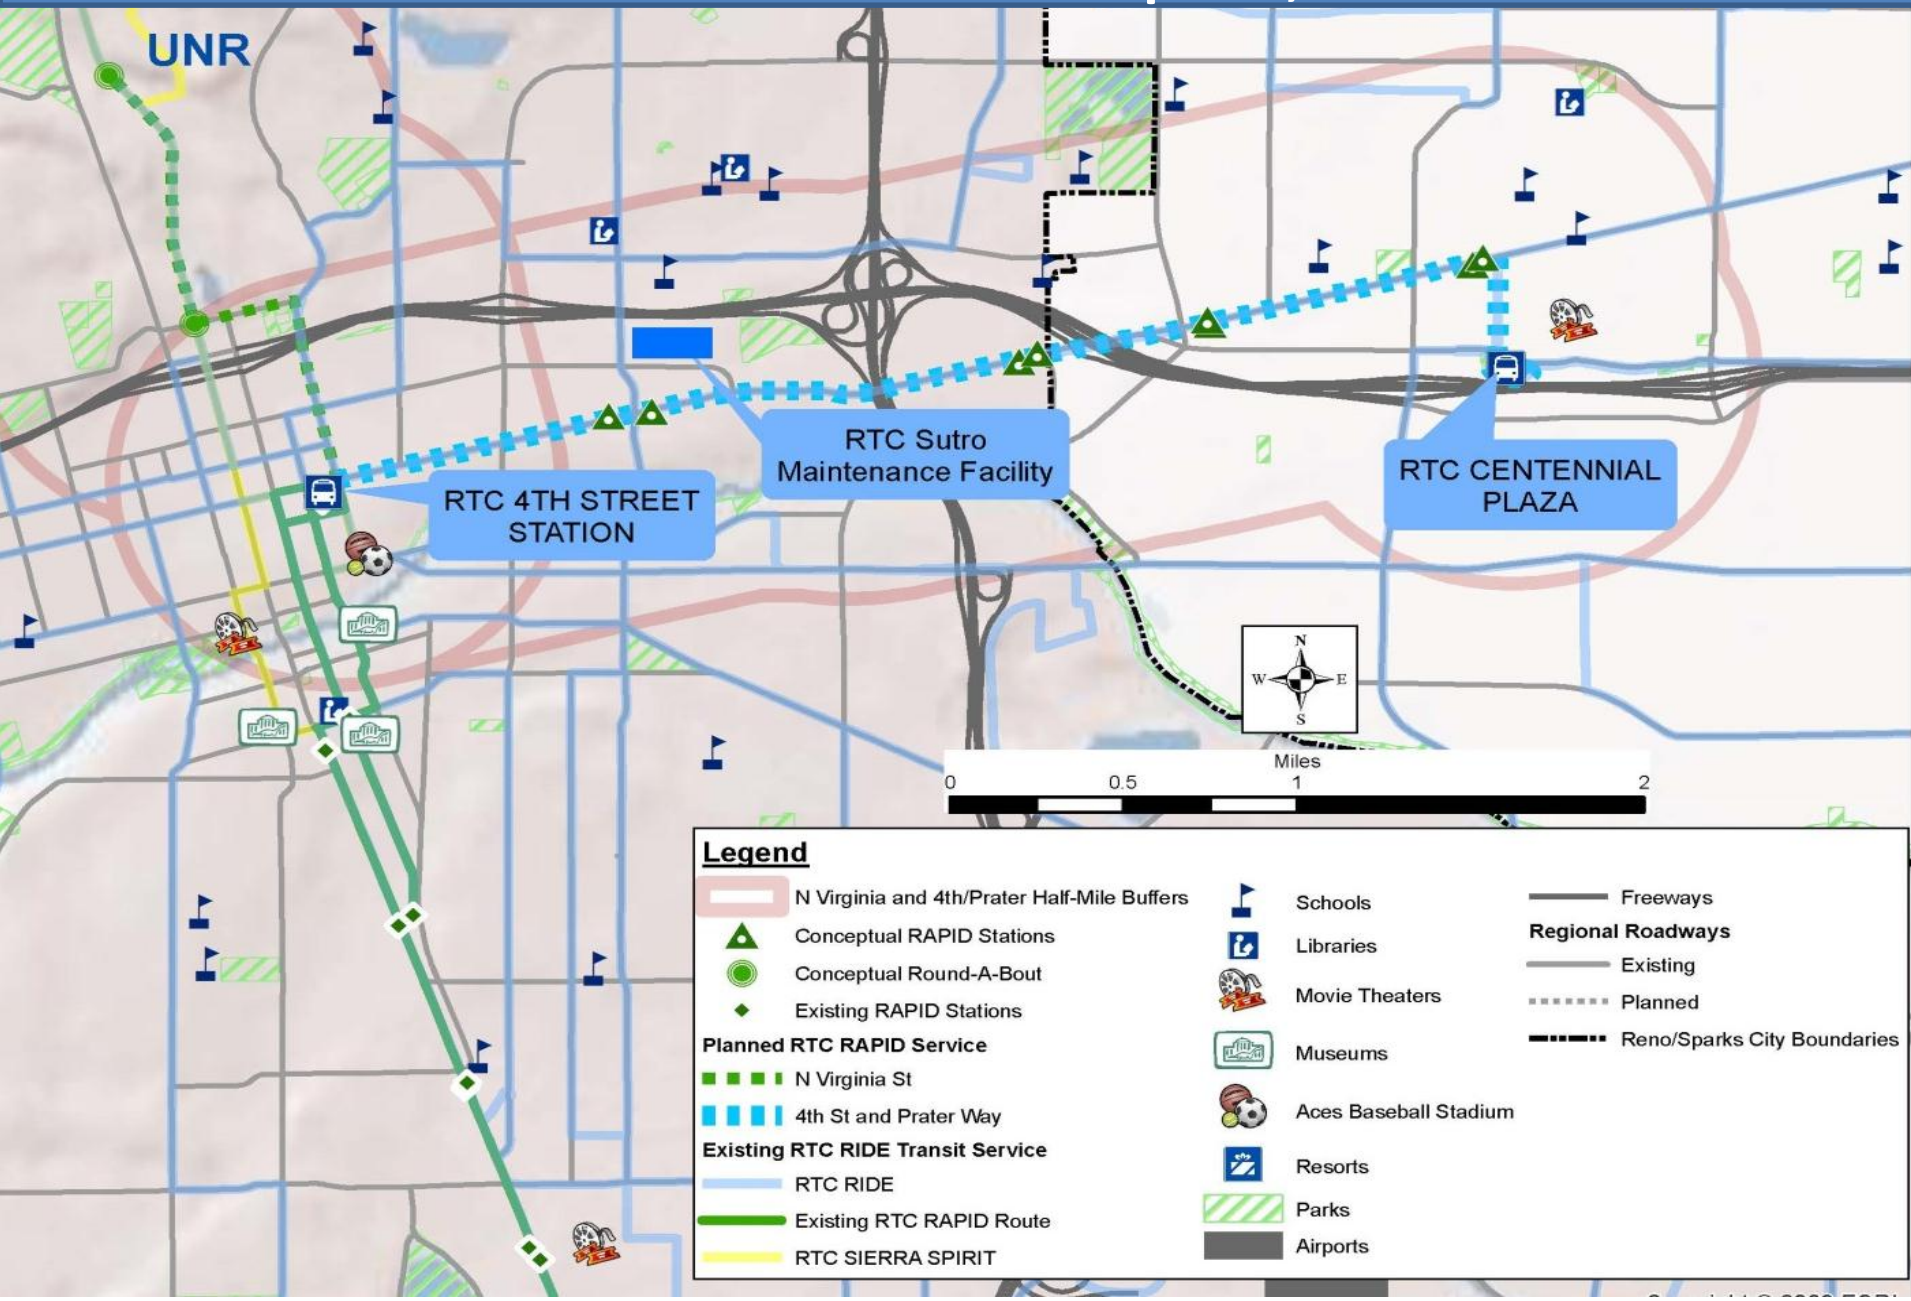 UNR
RTC Sutro
Maintenance Facility
RTC CENTENNIAL
PLAZA
RTC 4TH STREET
STATION
N
W E
S
Miles
0 0.5 1 2
Legend
N Virginia and 4th/Prater Half-Mile Buffers
Conceptual RAPID Stations
Conceptual Round-A-Bout
Existing RAPID Stations
Planned RTC RAPID Service
N Virginia St
4th St and Prater Way
Existing RTC RIDE Transit Service
RTC RIDE
Existing RTC RAPID Route
RTC SIERRA SPIRIT
Schools
Libraries
Movie Theaters
Museums
Aces Baseball Stadium
Resorts
Parks
Airports
Freeways
Regional Roadways
Existing
Planned
Reno/Sparks City Boundaries